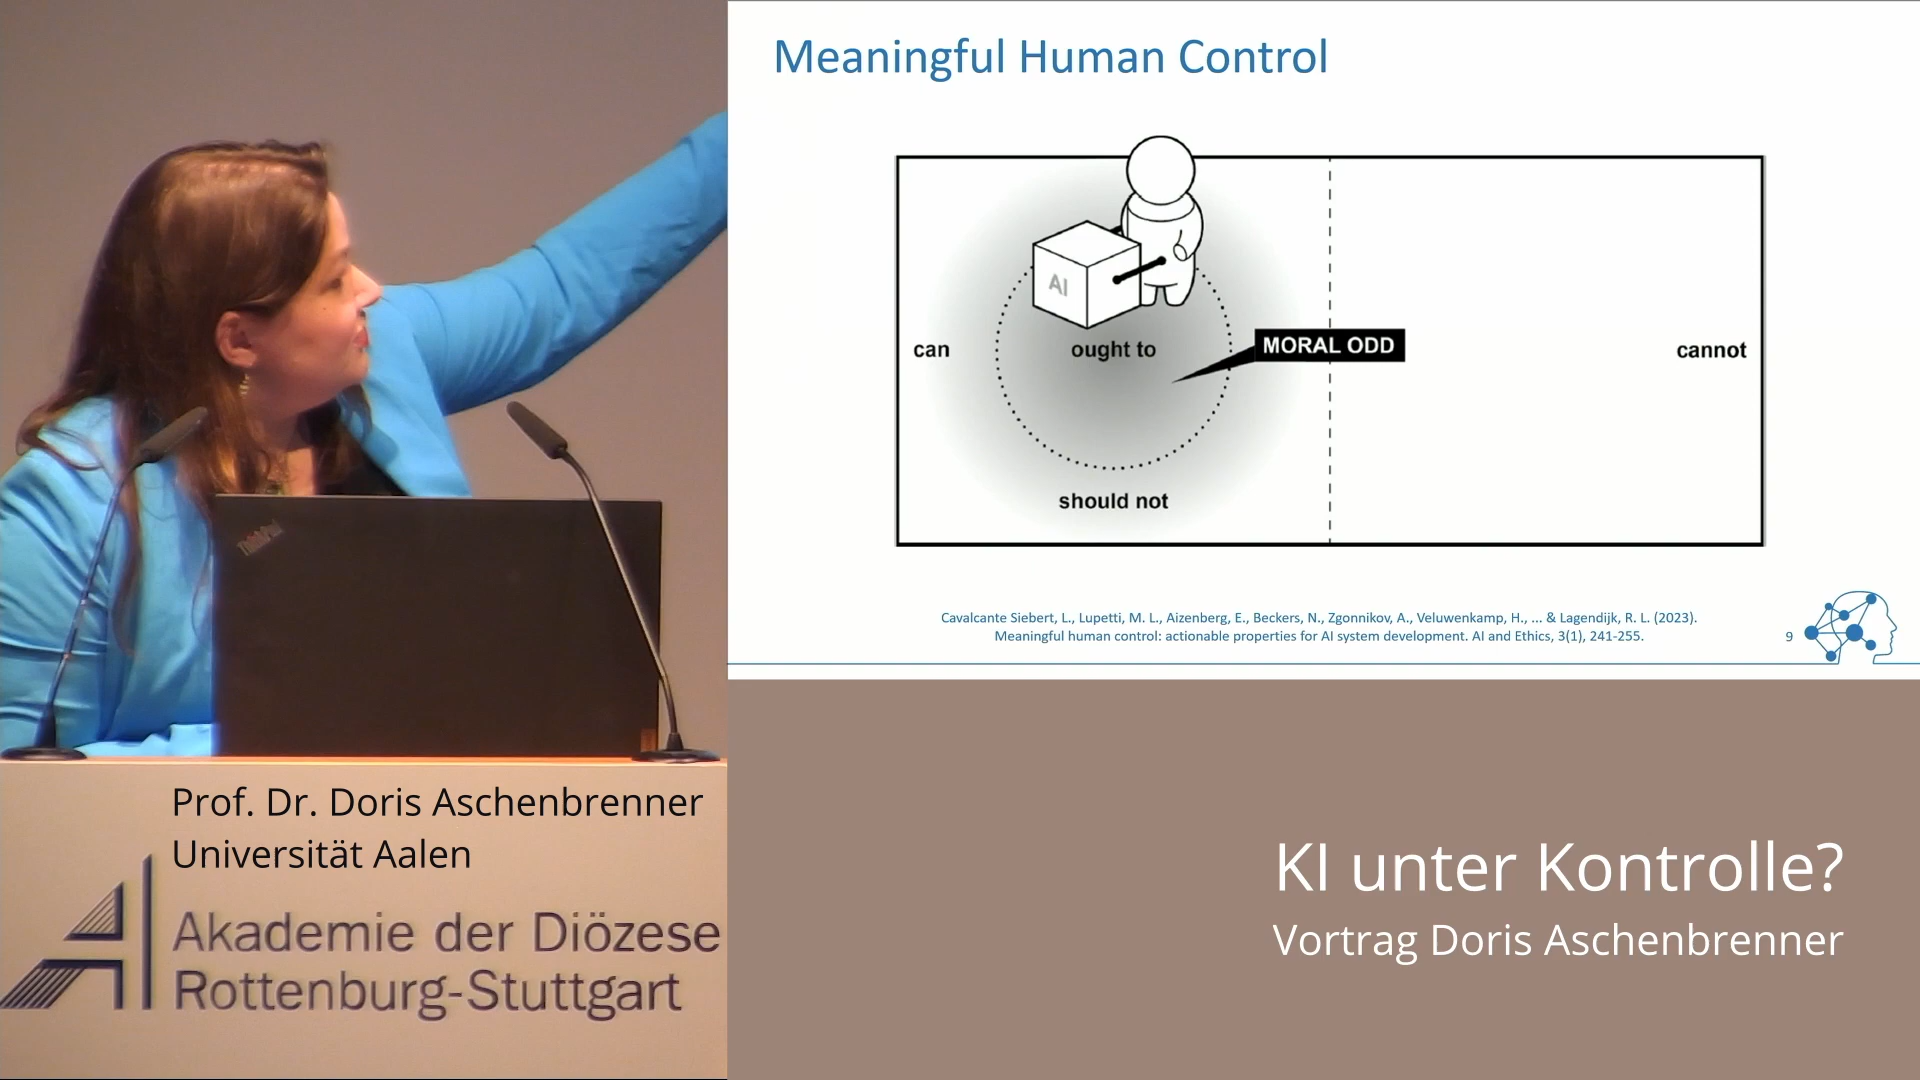 Meaningful Human Control
AI
can
ought to
MORAL ODD
cannot
should not
Cavalcante Siebert, L., Lupetti, M. L., Aizenberg, E., Beckers, N., Zgonnikov, A., Veluwenkamp, H., ... & Lagendijk, R. L. (2023).
Meaningful human control: actionable properties for AI system development. AI and Ethics, 3(1), 241-255.
9
ThinkPad
Prof. Dr. Doris Aschenbrenner
Universität Aalen
Akademie der Diözese
Rottenburg-Stuttgart
KI unter Kontrolle?
Vortrag Doris Aschenbrenner